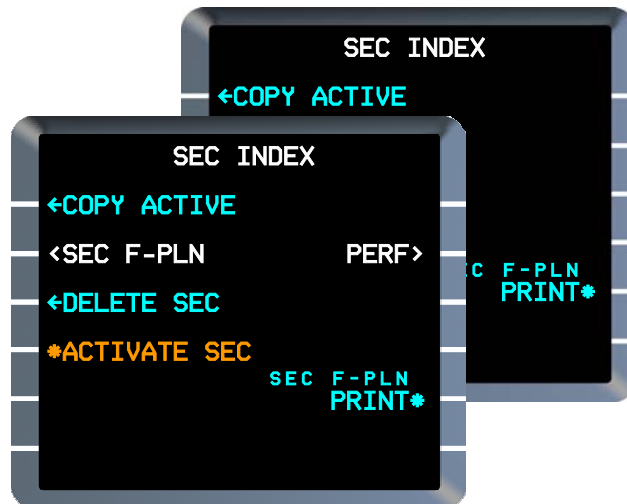 SEC INDEX
←COPY ACTIVE
C F-PLN
PRINT*
SEC INDEX
←COPY ACTIVE
<SEC F-PLN PERF>
←DELETE SEC
*ACTIVATE SEC
SEC F-PLN
PRINT*